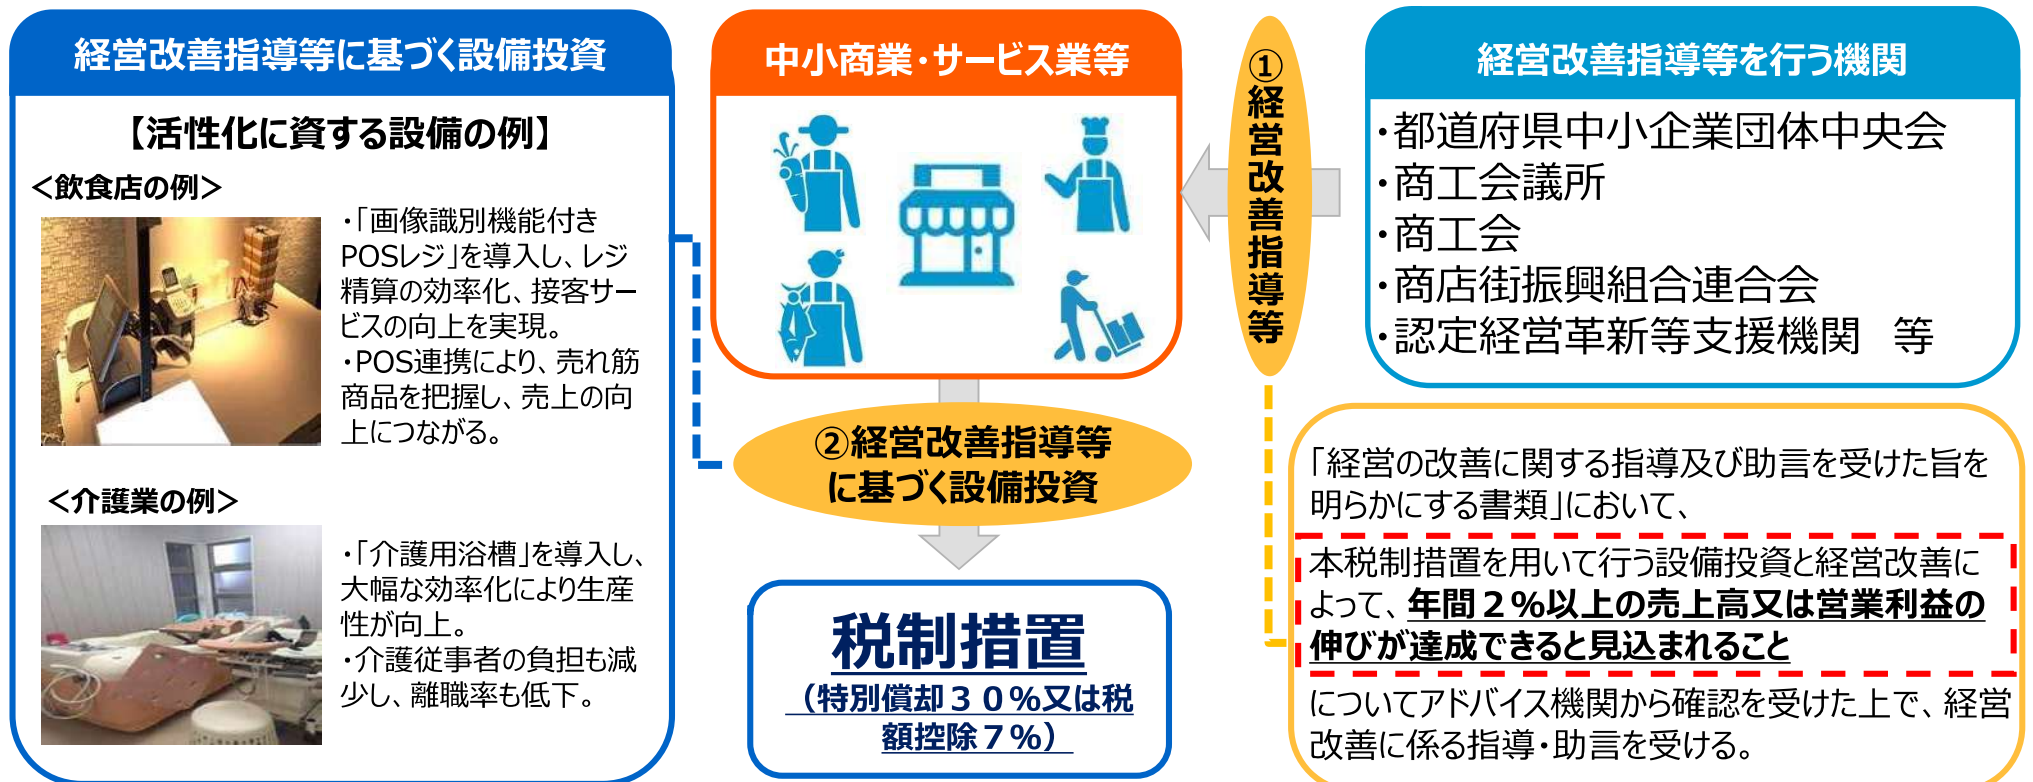 経営改善指導等に基づく設備投資
【活性化に資する設備の例】
＜飲食店の例＞
・「画像識別機能付き
POSレジ」を導入し、レジ
精算の効率化、接客サー
ビスの向上を実現。
・POS連携により、売れ筋
商品を把握し、売上の向
上につながる。
＜介護業の例＞
・「介護用浴槽」を導入し、
大幅な効率化により生産
性が向上。
・介護従事者の負担も減
少し、離職率も低下。
中小商業・サービス業等
②経営改善指導等
に基づく設備投資
税制措置
（特別償却３０％又は税
額控除７％）
①経営改善指導等
経営改善指導等を行う機関
・都道府県中小企業団体中央会
・商工会議所
・商工会
・商店街振興組合連合会
・認定経営革新等支援機関　等
「経営の改善に関する指導及び助言を受けた旨を
明らかにする書類」において、
本税制措置を用いて行う設備投資と経営改善に
よって、年間２％以上の売上高又は営業利益の
伸びが達成できると見込まれること
についてアドバイス機関から確認を受けた上で、経営
改善に係る指導・助言を受ける。